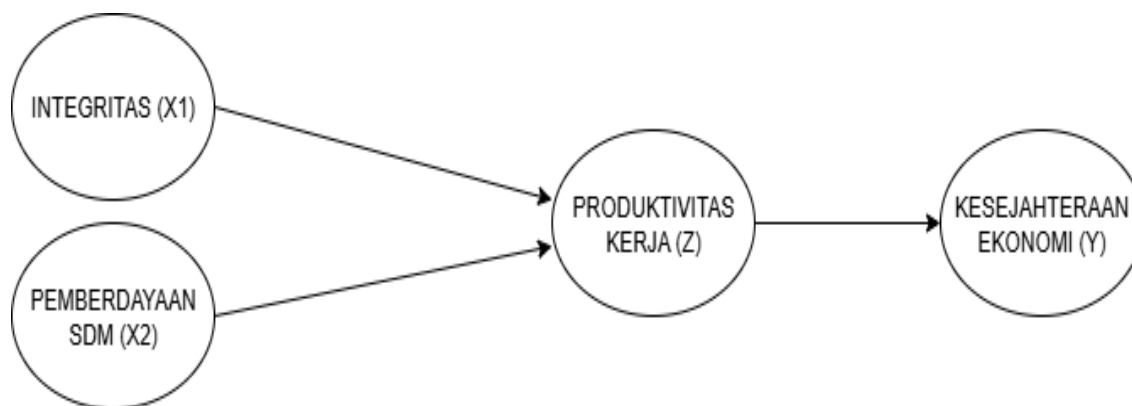 INTEGRITAS (X1)
PEMBERDAYAAN
SDM (X2)
PRODUKTIVITAS
KERJA (Z)
KESEJAHTERAAN
EKONOMI (Y)